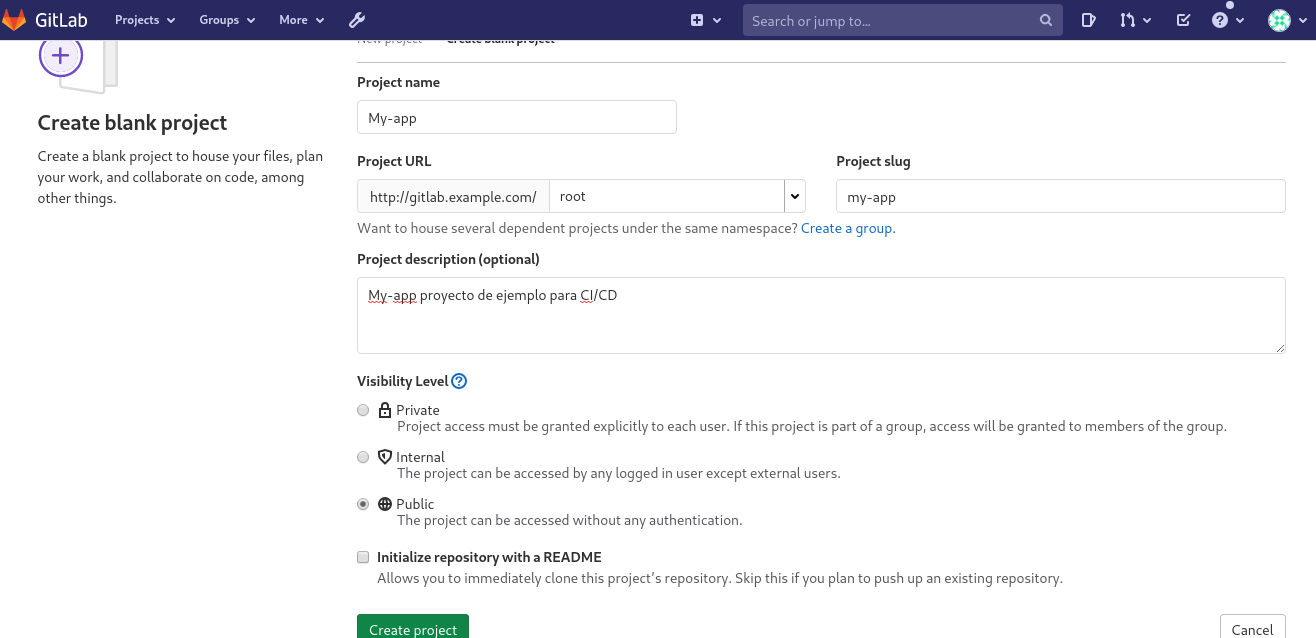 GitLab Projects Groups More Search or jump to...
New project Create blank project
Create blank project
Create a blank project to house your files, plan
your work, and collaborate on code, among
other things.
Project name
My-app
Project URL
http://gitlab.example.com/ root
Project slug
my-app
Want to house several dependent projects under the same namespace? Create a group.
Project description (optional)
My-app proyecto de ejemplo para CI/CD
Visibility Level
Private
Project access must be granted explicitly to each user. If this project is part of a group, access will be granted to members of the group.
Internal
The project can be accessed by any logged in user except external users.
Public
The project can be accessed without any authentication.
Initialize repository with a README
Allows you to immediately clone this project's repository. Skip this if you plan to push up an existing repository.
Create project Cancel